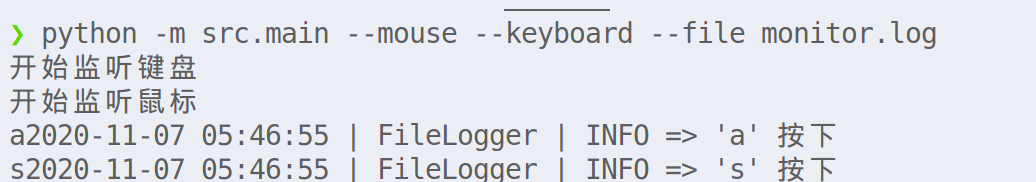 ❯ python -m src.main --mouse --keyboard --file monitor.log
开始监听键盘
开始监听鼠标
a2020-11-07 05:46:55 | FileLogger | INFO => 'a' 按下
s2020-11-07 05:46:55 | FileLogger | INFO => 's' 按下